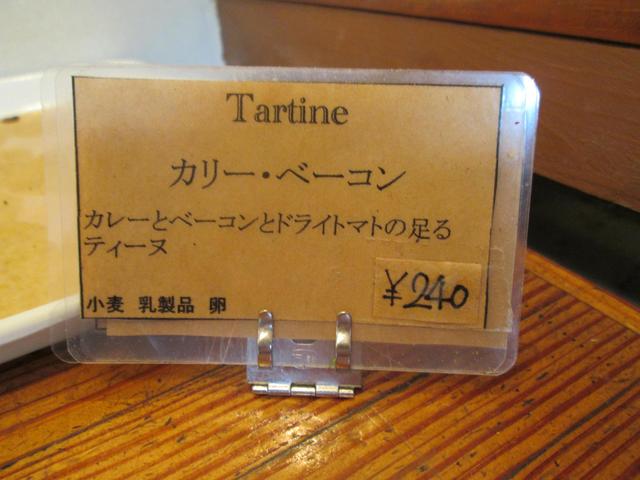 Tartine
カリー・ベーコン
カレーとベーコンとドライトマトの足る
ティーヌ
¥240
小麦 乳製品 卵